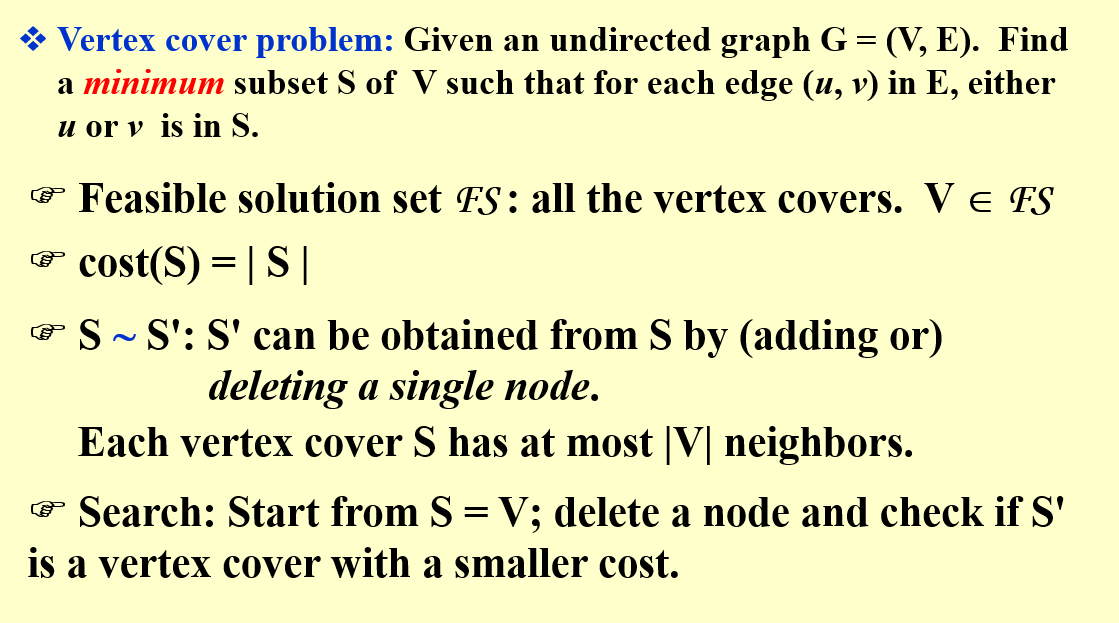 ❖ Vertex cover problem: Given an undirected graph G = (V, E). Find
a minimum subset S of V such that for each edge (u, v) in E, either
u or v is in S.
☞ Feasible solution set ℱ𝒮 : all the vertex covers. V ∈ ℱ𝒮
☞ cost(S) = | S |
☞ S ~ S': S' can be obtained from S by (adding or)
deleting a single node.
Each vertex cover S has at most |V| neighbors.
☞ Search: Start from S = V; delete a node and check if S'
is a vertex cover with a smaller cost.